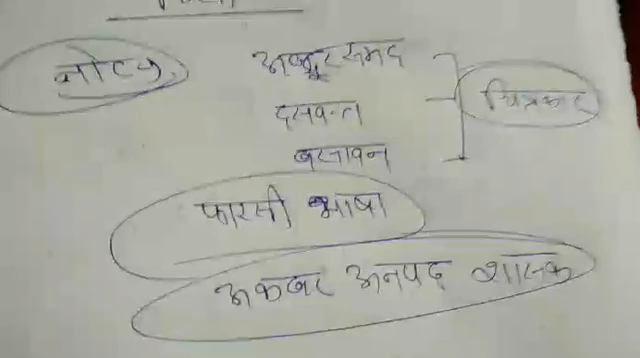 नोट
अब्दुर समद
दसवन्त
बसावन
चित्रकार
फारसी भाषा
अकबर अनपढ शासक